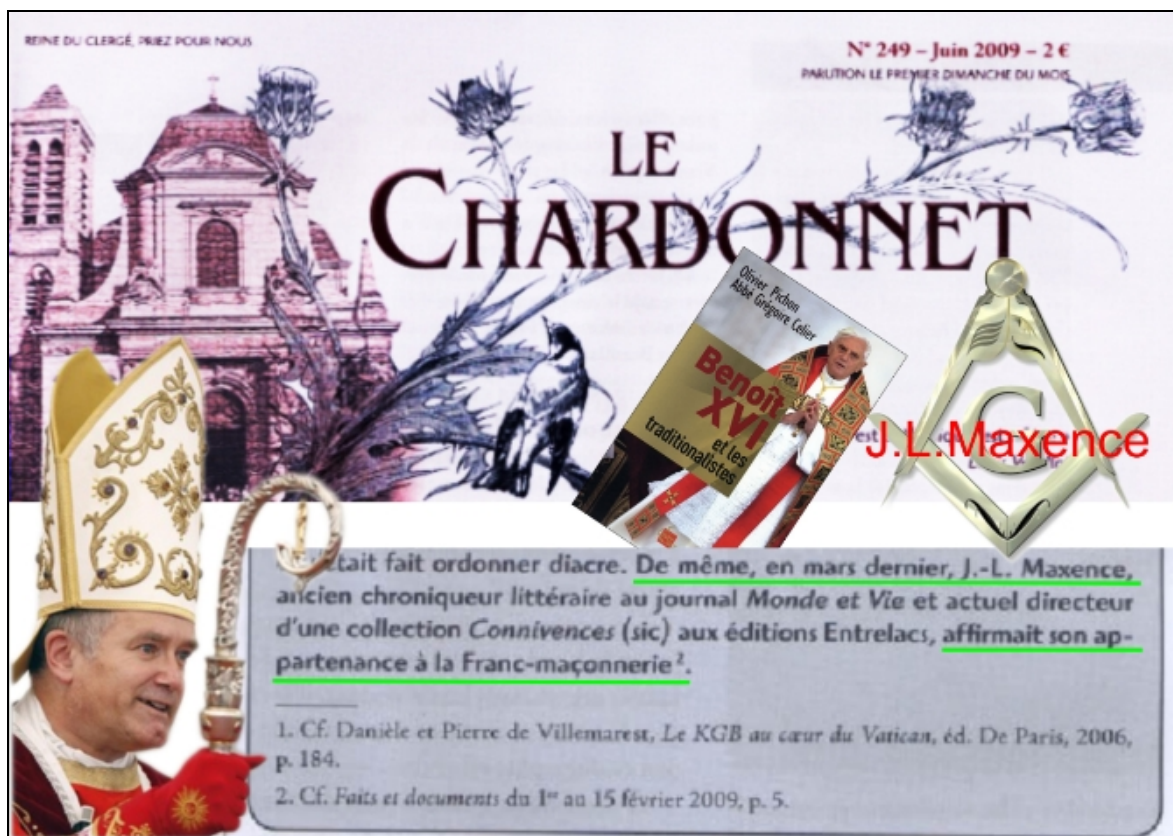 REINE DU CLERGÉ, PRIEZ POUR NOUS
N° 249 – Juin 2009 – 2 €
PARUTION LE PREMIER DIMANCHE DU MOIS
LE
CHARDONNET
Olivier Pichon
Abbé Grégoire Celier
Benoît
XVI
et les
traditionalistes
G
J.L.Maxence
était fait ordonner diacre. De même, en mars dernier, J.-L. Maxence,
ancien chroniqueur littéraire au journal Monde et Vie et actuel directeur
d'une collection Connivences (sic) aux éditions Entrelacs, affirmait son ap-
partenance à la Franc-maçonnerie².
1. Cf. Danièle et Pierre de Villemarest, Le KGB au cœur du Vatican, éd. De Paris, 2006,
p. 184.
2. Cf. Faits et documents du 1er au 15 février 2009, p. 5.